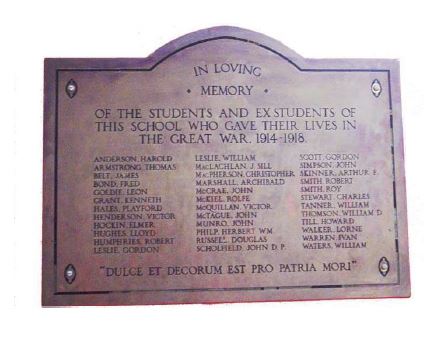 IN LOVING
· MEMORY ·
OF THE STUDENTS AND EX STUDENTS OF
THIS SCHOOL WHO GAVE THEIR LIVES IN
THE GREAT WAR. 1914-1918.
ANDERSON, HAROLD
ARMSTRONG, THOMAS
BELT, JAMES
BOND, FRED
GOLDIE, LEON
GRANT, KENNETH
HALES, PLAYFORD
HENDERSON, VICTOR
HOCKIN, ELMER
HUGHES, LLOYD
HUMPHRIES, ROBERT
LESLIE, GORDON
LESLIE, WILLIAM
MACLACHLAN, J. SILL
MACPHERSON, CHRISTOPHER
MARSHALL, ARCHIBALD
MCCRAE, JOHN
MCKIEL, ROLFE
MCQUILLAN, VICTOR
MCTAGUE, JOHN
MUNRO, JOHN
PHILP, HERBERT WM.
RUSSELL, DOUGLAS
SCHOLFIELD, JOHN D. P.
SCOTT, GORDON
SIMPSON, JOHN
SKINNER, ARTHUR F.
SMITH, ROBERT
SMITH, ROY
STEWART, CHARLES
TANNER, WILLIAM
THOMSON, WILLIAM D.
TILL, HOWARD
WALKER, LORNE
WARREN, IVAN
WATERS, WILLIAM
"DULCE ET DECORUM EST PRO PATRIA MORI"